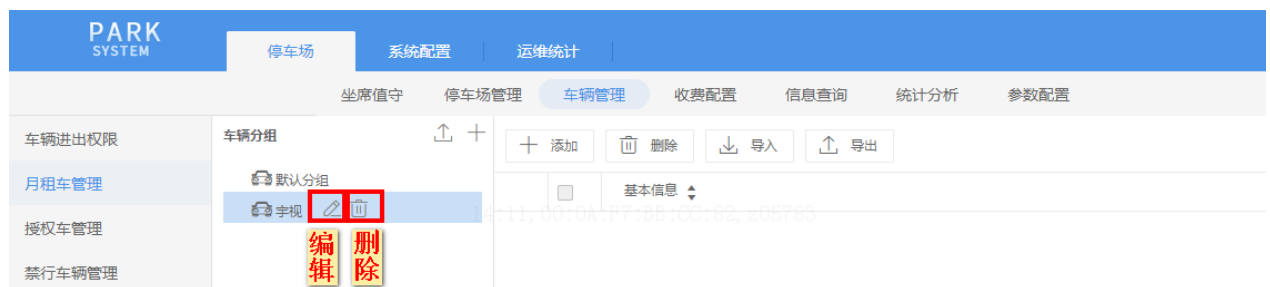 PARK
SYSTEM
停车场 系统配置 运维统计
坐席值守 停车场管理 车辆管理 收费配置 信息查询 统计分析 参数配置
车辆进出权限
月租车管理
授权车管理
禁行车辆管理
车辆分组
默认分组
宇视
编辑
删除
添加 删除 导入 导出
基本信息
14:11,00:0A:F7:BB:CC:82,z05783